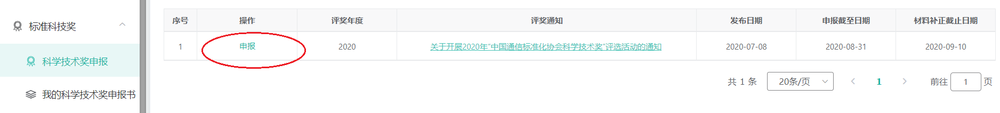 标准科技奖
科学技术奖申报
我的科学技术奖申报书
序号 操作 评奖年度 评奖通知 发布日期 申报截至日期 材料补正截止日期
1 申报 2020 关于开展2020年"中国通信标准化协会科学技术奖"评选活动的通知 2020-07-08 2020-08-31 2020-09-10
共 1 条 20条/页 1 前往 1 页